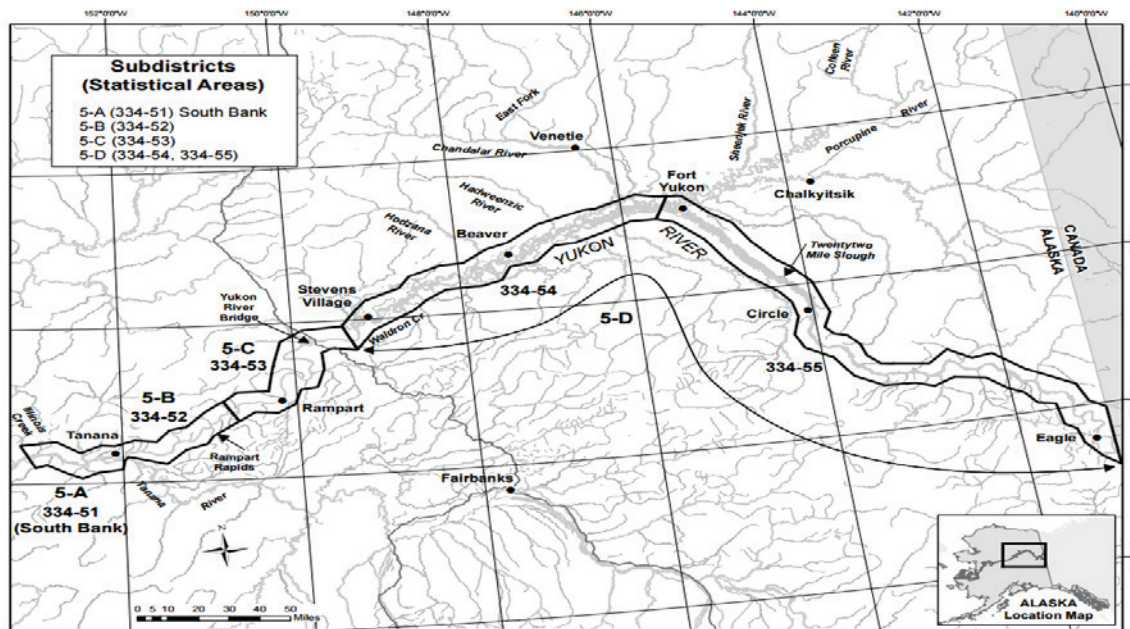 152°0'0"W
150°0'0"W
148°0'0"W
146°0'0"W
144°0'0"W
142°0'0"W
140°0'0"W
Subdistricts
(Statistical Areas)
5-A (334-51) South Bank
5-B (334-52)
5-C (334-53)
5-D (334-54, 334-55)
East Fork
Venetie
Chandalar River
Sheenjek River
Colleen
River
Porcupine River
Chalkyitsik
Fort
Yukon
Hadweenzic
River
Hodzana
River
Beaver
YUKON
RIVER
Twentytwo
Mile Slough
CANADA
ALASKA
Stevens
Village
334-54
Yukon
River
Bridge
Waldron Cr
5-D
Circle
334-55
5-C
334-53
5-B
334-52
Rampart
Illinois
Creek
Tanana
Rampart
Rapids
Eagle
5-A
334-51
(South Bank)
Tanana
River
Fairbanks
N
0 5 10 20 30 40 50
Miles
ALASKA
Location Map